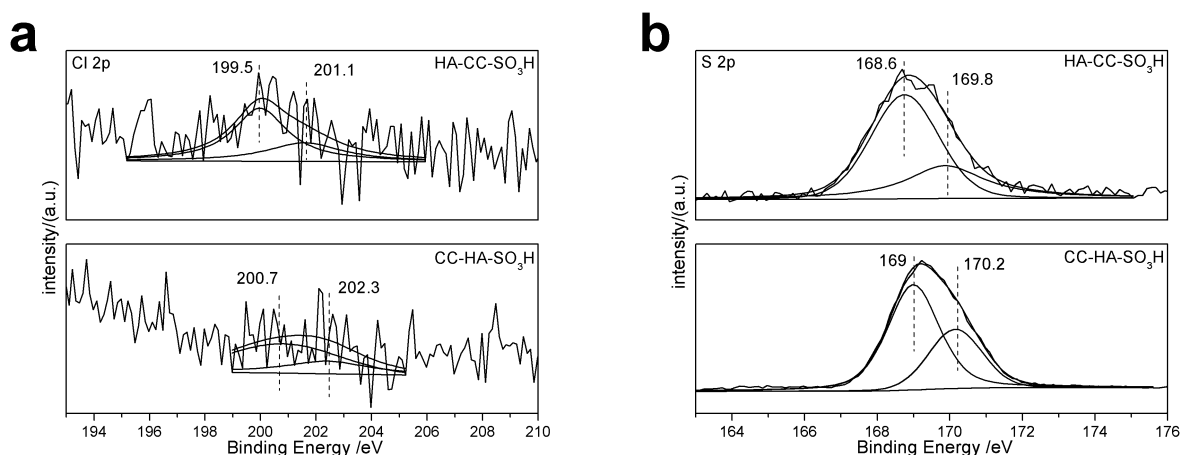 a
Cl 2p
HA-CC-SO3H
199.5
201.1
CC-HA-SO3H
200.7
202.3
intensity/(a.u.)
194 196 198 200 202 204 206 208 210
Binding Energy /eV
b
S 2p
HA-CC-SO3H
168.6
169.8
CC-HA-SO3H
169
170.2
intensity/(a.u.)
164 166 168 170 172 174 176
Binding Energy /eV